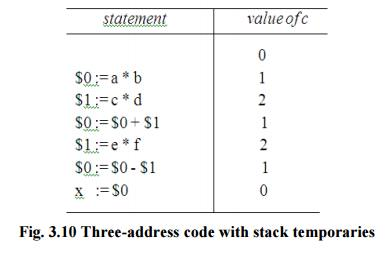 statement value of c
0
$0 := a * b 1
$1 := c * d 2
$0 := $0 + $1 1
$1 := e * f 2
$0 := $0 - $1 1
x := $0 0
Fig. 3.10 Three-address code with stack temporaries